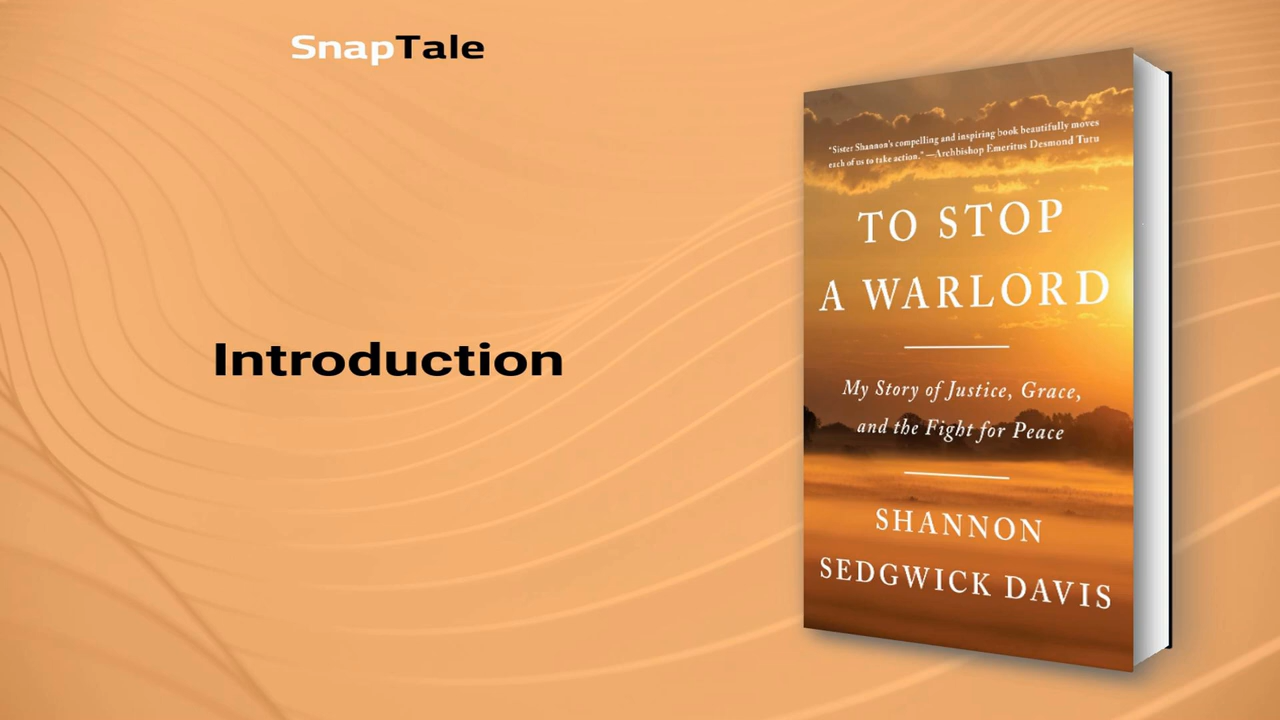 SnapTale
Introduction
“Sister Shannon's compelling and inspiring book beautifully moves
each of us to take action.” —Archbishop Emeritus Desmond Tutu
TO STOP
A WARLORD
My Story of Justice, Grace,
and the Fight for Peace
SHANNON
SEDGWICK DAVIS